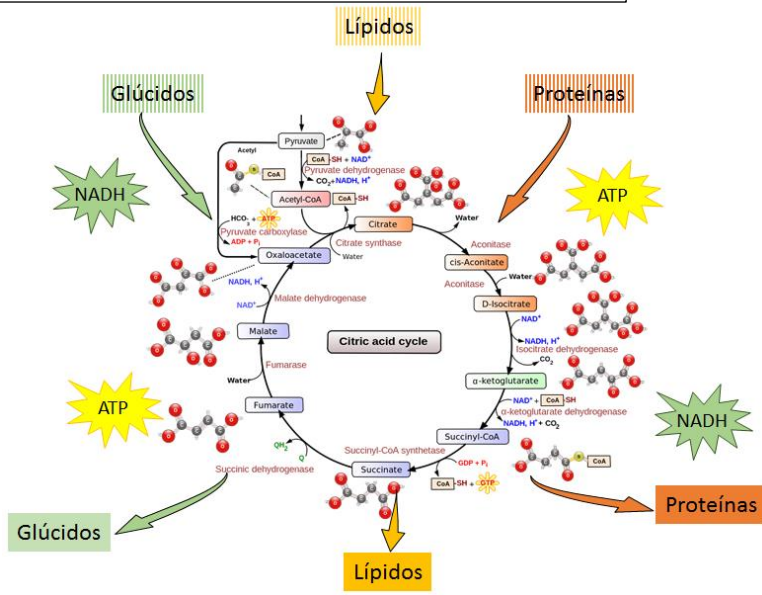 Lípidos
Glúcidos
Proteínas
NADH
ATP
Pyruvate
Acetyl
CoA-SH + NAD⁺
Pyruvate dehydrogenase
CO₂+NADH, H⁺
S CoA
Acetyl-CoA
CoA-SH
HCO₃⁻ + ATP
Pyruvate carboxylase
ADP + Pᵢ
Citrate
Water
Citrate synthase
Water
Oxaloacetate
Aconitase
cis-Aconitate
Aconitase
Water
D-Isocitrate
NADH, H⁺
NAD⁺
Malate dehydrogenase
NAD⁺
NADH, H⁺
Isocitrate dehydrogenase
CO₂
Malate
Citric acid cycle
Fumarase
Water
α-ketoglutarate
NAD⁺ + CoA-SH
α-ketoglutarate dehydrogenase
NADH, H⁺ + CO₂
ATP
Fumarate
NADH
Succinyl-CoA
QH₂
Q
Succinic dehydrogenase
Succinyl-CoA synthetase
Succinate
GDP + Pᵢ
CoA-SH + GTP
S CoA
Glúcidos
Lípidos
Proteínas